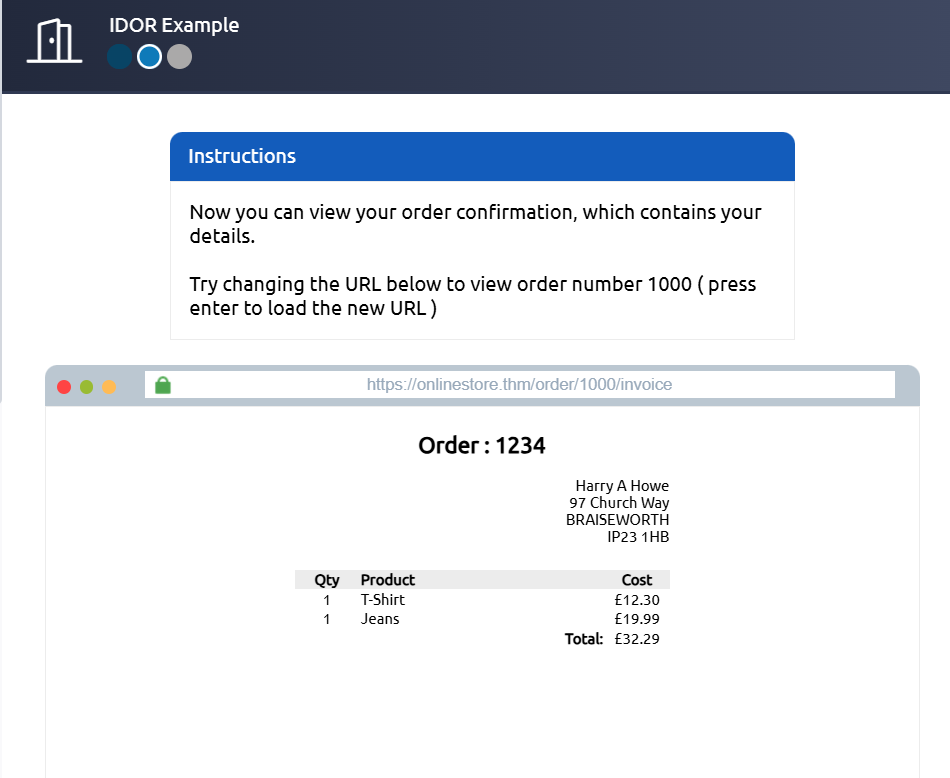 IDOR Example
Instructions
Now you can view your order confirmation, which contains your
details.
Try changing the URL below to view order number 1000 ( press
enter to load the new URL )
https://onlinestore.thm/order/1000/invoice
Order : 1234
Harry A Howe
97 Church Way
BRAISEWORTH
IP23 1HB
Qty Product Cost
1 T-Shirt £12.30
1 Jeans £19.99
Total: £32.29